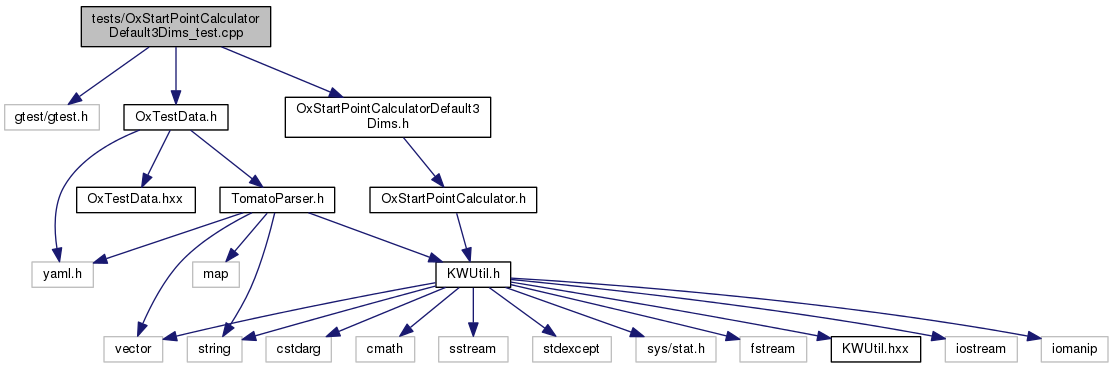 tests/OxStartPointCalculator
Default3Dims_test.cpp
gtest/gtest.h
OxTestData.h
OxStartPointCalculatorDefault3
Dims.h
OxTestData.hxx
TomatoParser.h
OxStartPointCalculator.h
yaml.h
map
KWUtil.h
vector
string
cstdarg
cmath
sstream
stdexcept
sys/stat.h
fstream
KWUtil.hxx
iostream
iomanip